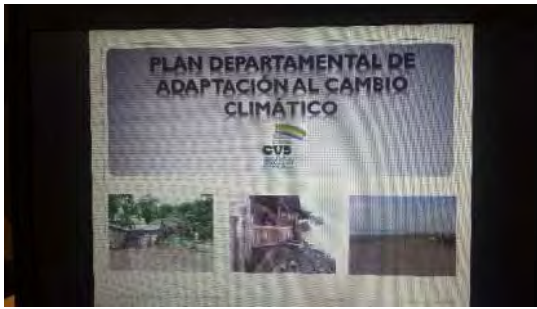 PLAN DEPARTAMENTAL DE
ADAPTACIÓN AL CAMBIO
CLIMÁTICO
CVS